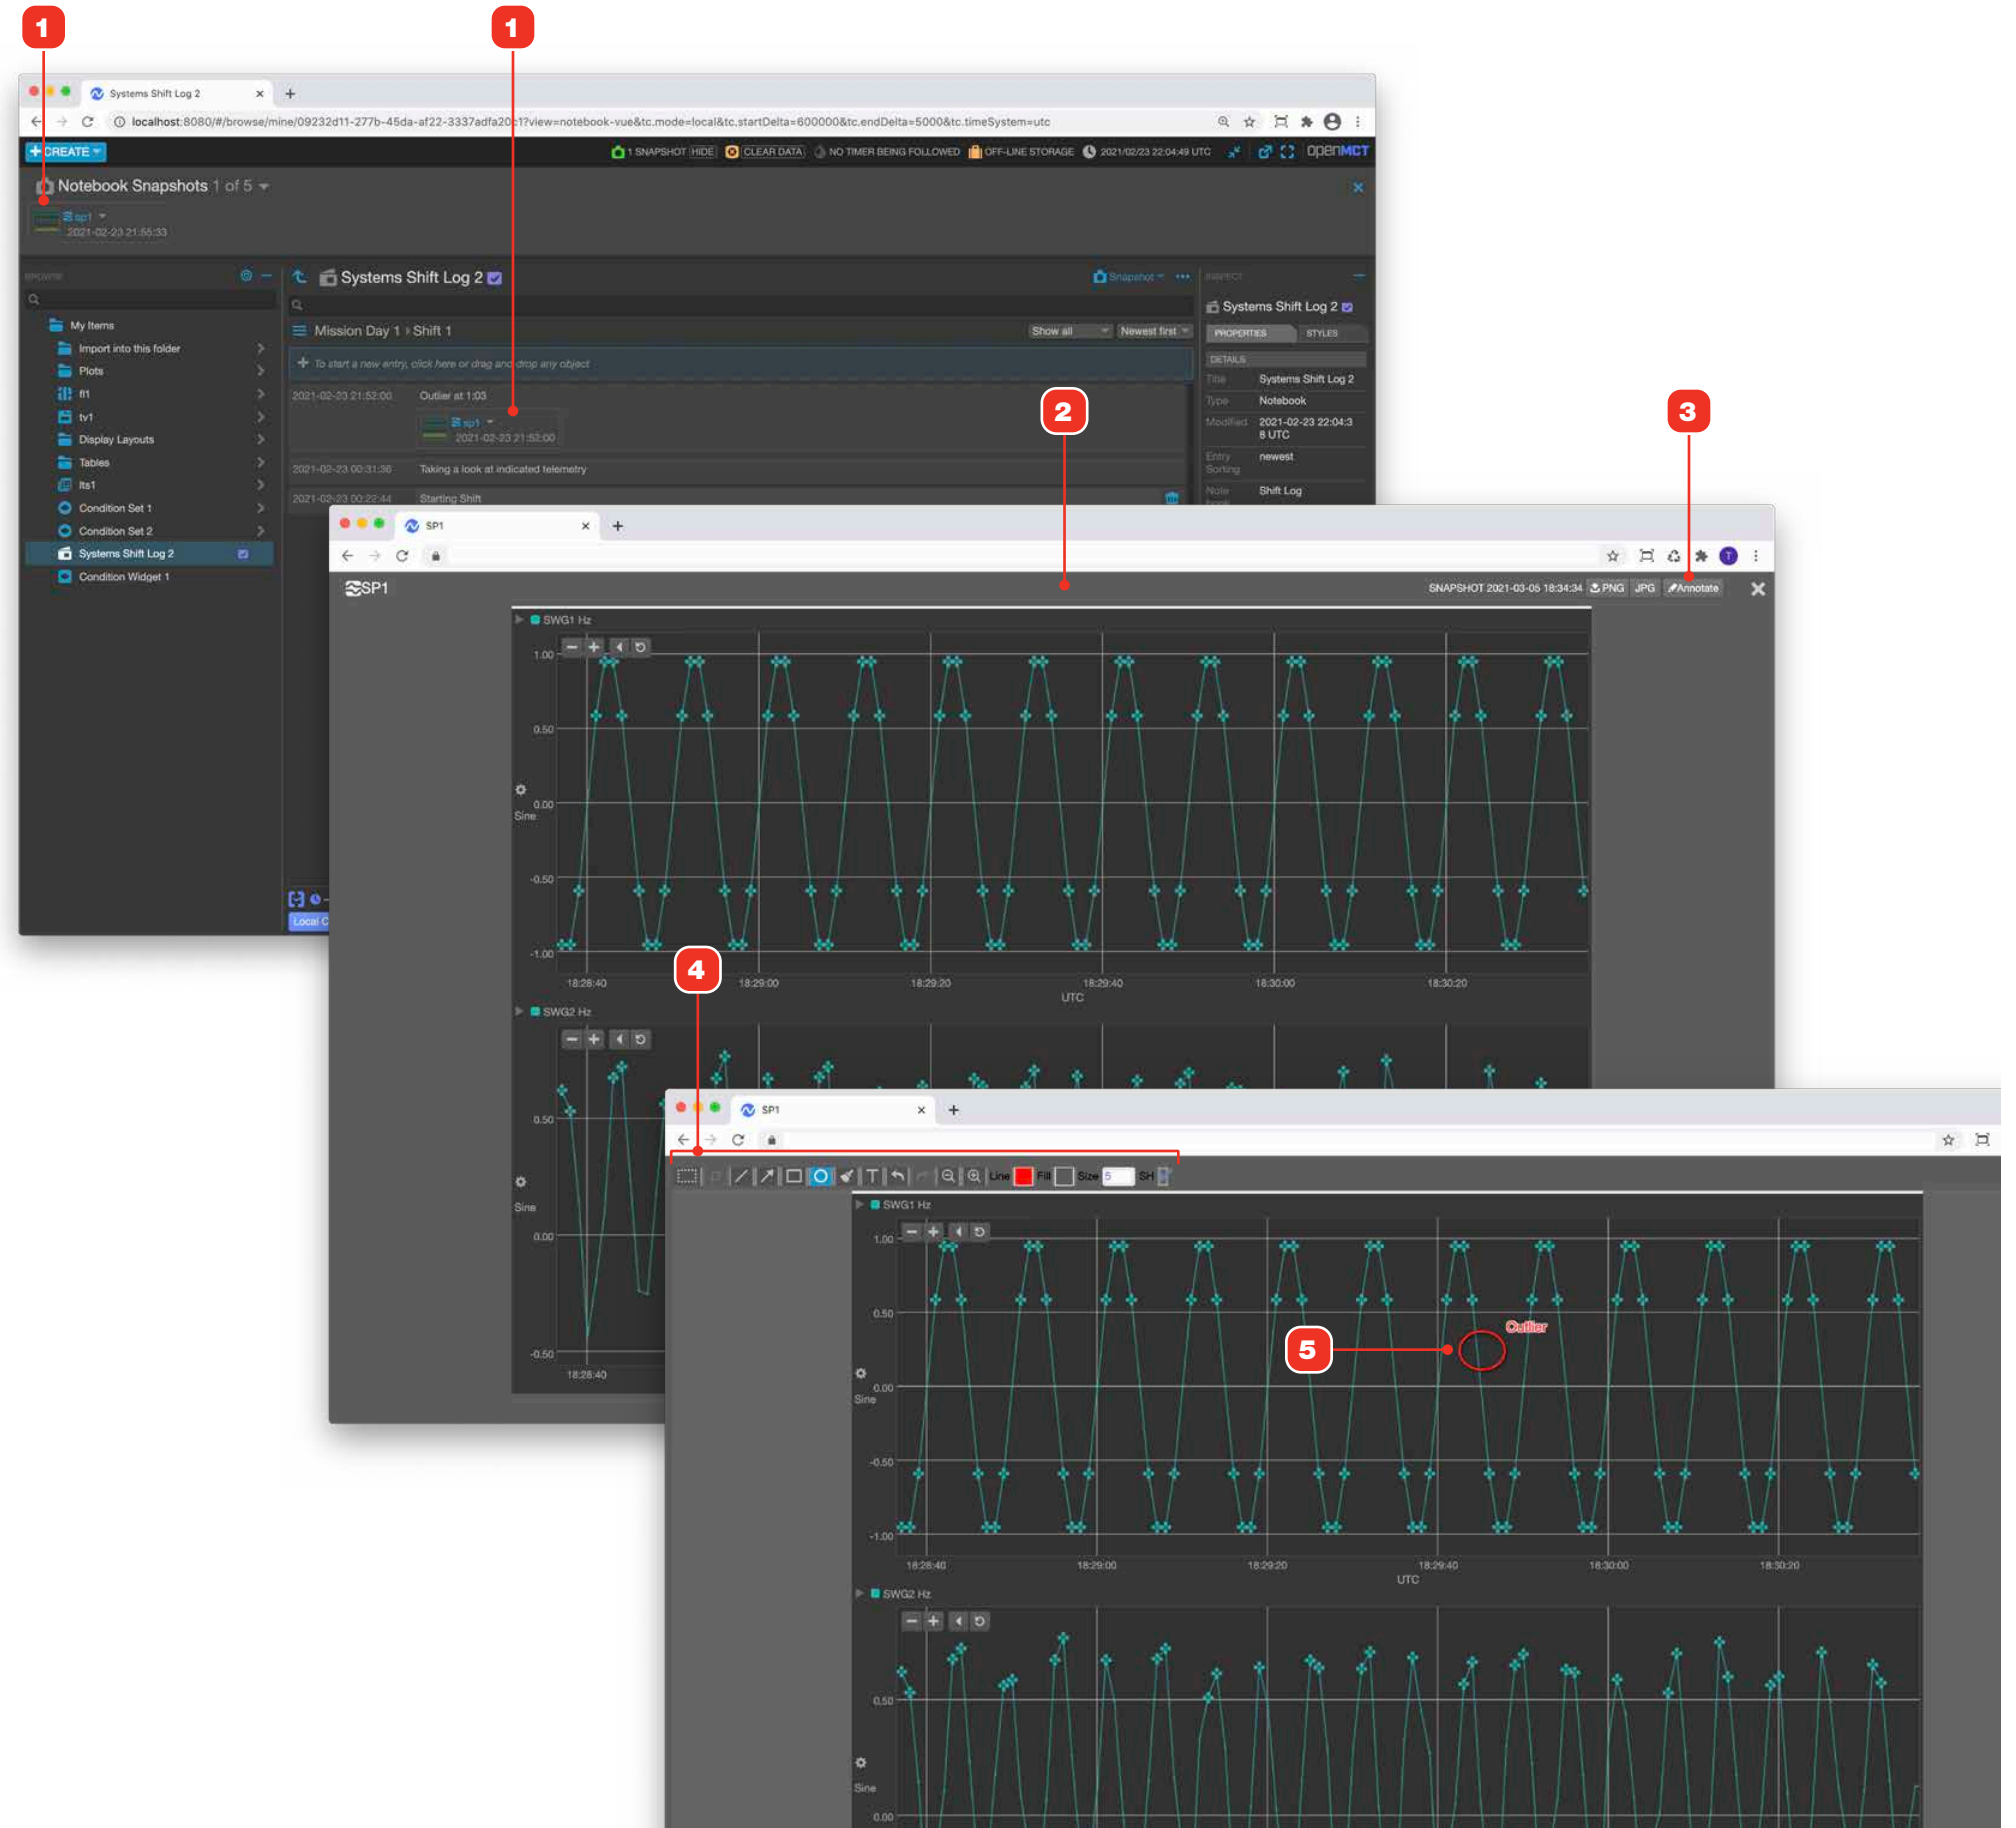 1
1
Systems Shift Log 2
localhost:8080/#/browse/mine/09232d11-277b-45da-af22-3337adfa20c1?view=notebook-vue&tc.mode=local&tc.startDelta=600000&tc.endDelta=5000&tc.timeSystem=utc
CREATE
1 SNAPSHOT HIDE CLEAR DATA NO TIMER BEING FOLLOWED OFF-LINE STORAGE 2021/02/23 22:04:49 UTC openMCT
Notebook Snapshots 1 of 5
sp1
2021-02-23 21:55:33
BROWSE
Systems Shift Log 2
Snapshot
INSPECT
My Items
Import into this folder
Plots
fl1
tv1
Display Layouts
Tables
lts1
Condition Set 1
Condition Set 2
Systems Shift Log 2
Condition Widget 1
Mission Day 1 Shift 1
Show all
Newest first
To start a new entry, click here or drag and drop any object
2021-02-23 21:52:00 Outlier at 1:03
sp1
2021-02-23 21:52:00
2021-02-23 00:31:36 Taking a look at indicated telemetry
2021-02-23 00:22:44 Starting Shift
Local C
Systems Shift Log 2
PROPERTIES STYLES
DETAILS
Title Systems Shift Log 2
Type Notebook
Modified 2021-02-23 22:04:3
8 UTC
Entry newest
Sorting
Note Shift Log
book
2
3
SP1
T
SP1
SNAPSHOT 2021-03-05 18:34:34 PNG JPG Annotate
SWG1 Hz
1.00
0.50
0.00
Sine
-0.50
-1.00
18:28:40 18:29:00 18:29:20 18:29:40 18:30:00 18:30:20
UTC
SWG2 Hz
0.50
Sine
0.00
-0.50
18:28:40
4
SP1
T Line Fill Size 5 SH
SWG1 Hz
1.00
0.50
Outlier
5
0.00
Sine
-0.50
-1.00
18:28:40 18:29:00 18:29:20 18:29:40 18:30:00 18:30:20
UTC
SWG2 Hz
0.50
Sine
0.00